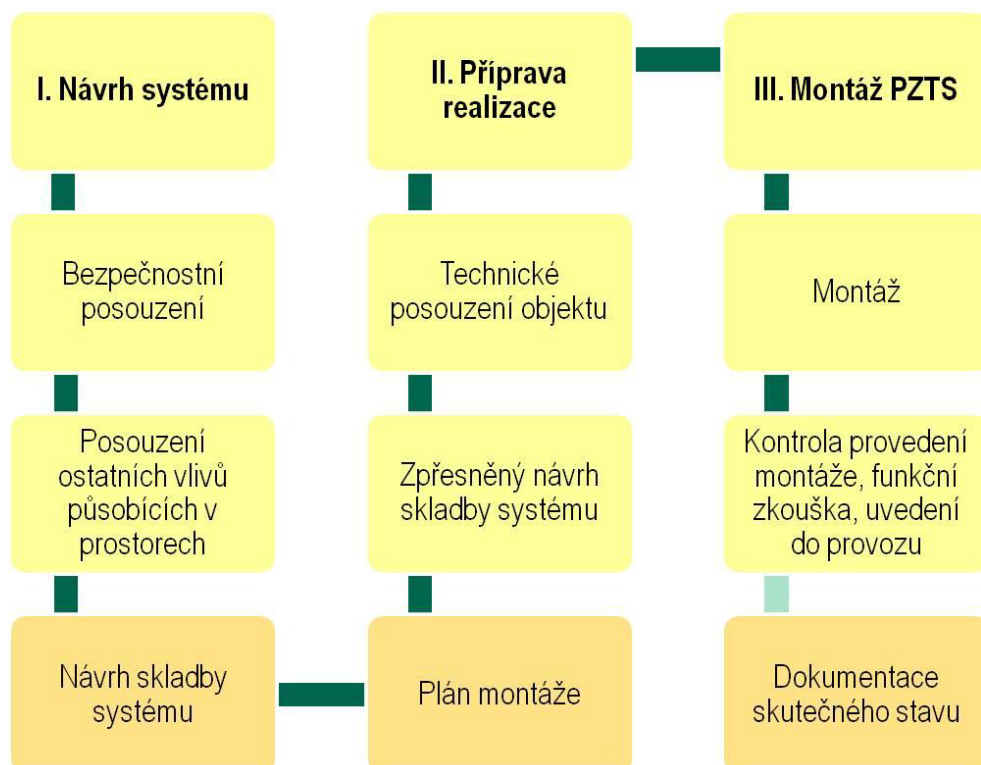 I. Návrh systému
Bezpečnostní
posouzení
Posouzení
ostatních vlivů
působících v
prostorech
Návrh skladby
systému
II. Příprava
realizace
Technické
posouzení objektu
Zpřesněný návrh
skladby systému
Plán montáže
III. Montáž PZTS
Montáž
Kontrola provedení
montáže, funkční
zkouška, uvedení
do provozu
Dokumentace
skutečného stavu